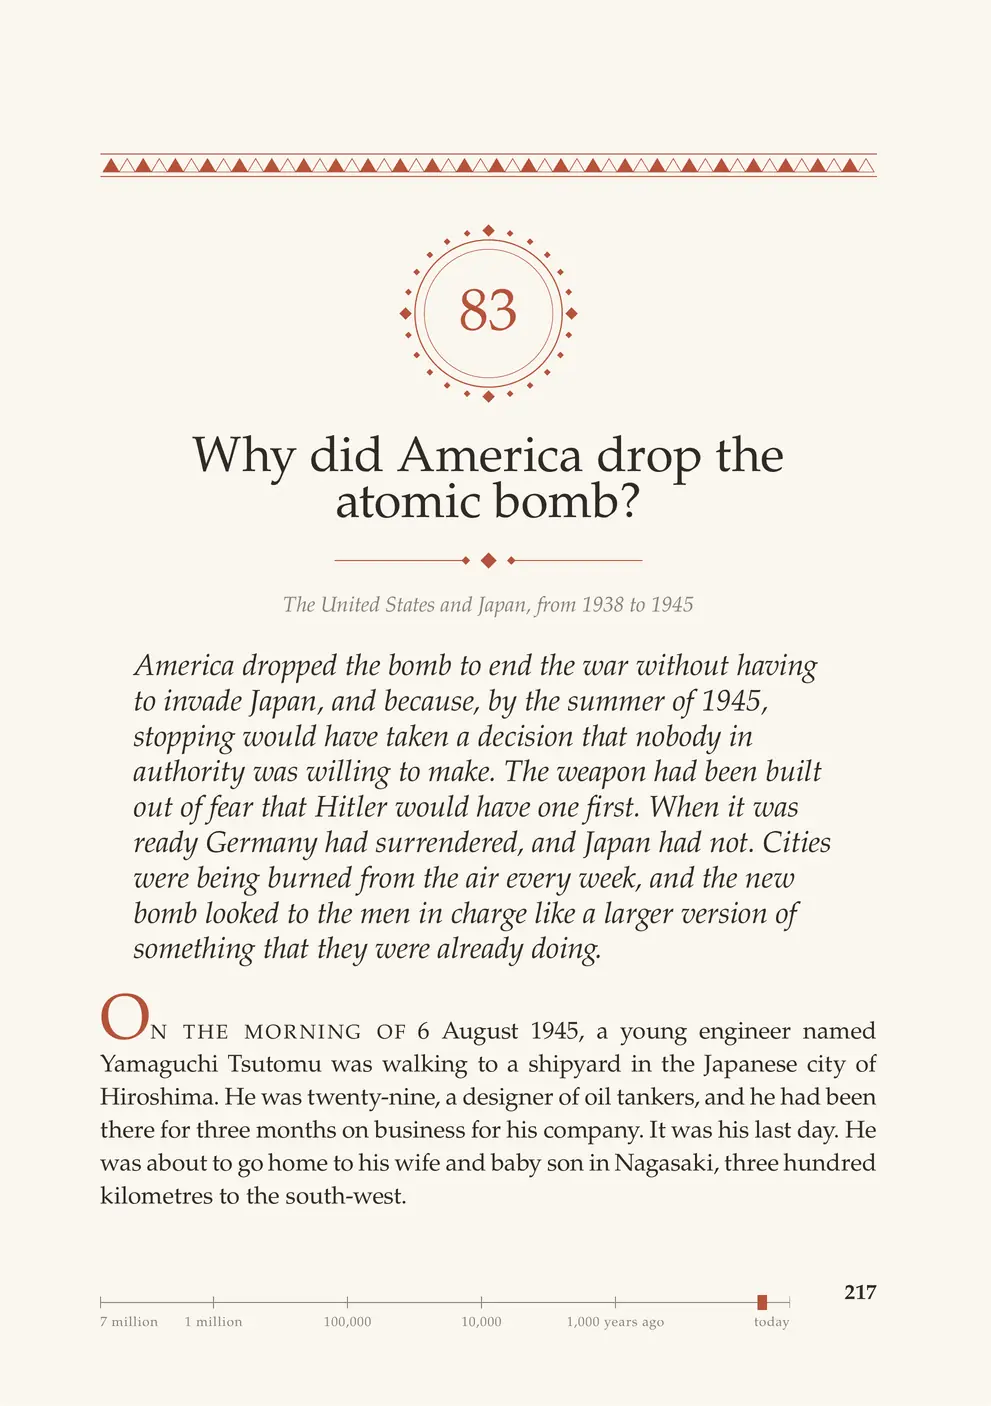 83
Why did America drop the
atomic bomb?
The United States and Japan, from 1938 to 1945
America dropped the bomb to end the war without having
to invade Japan, and because, by the summer of 1945,
stopping would have taken a decision that nobody in
authority was willing to make. The weapon had been built
out of fear that Hitler would have one first. When it was
ready Germany had surrendered, and Japan had not. Cities
were being burned from the air every week, and the new
bomb looked to the men in charge like a larger version of
something that they were already doing.
ON THE MORNING OF 6 August 1945, a young engineer named
Yamaguchi Tsutomu was walking to a shipyard in the Japanese city of
Hiroshima. He was twenty-nine, a designer of oil tankers, and he had been
there for three months on business for his company. It was his last day. He
was about to go home to his wife and baby son in Nagasaki, three hundred
kilometres to the south-west.
217
7 million 1 million 100,000 10,000 1,000 years ago today